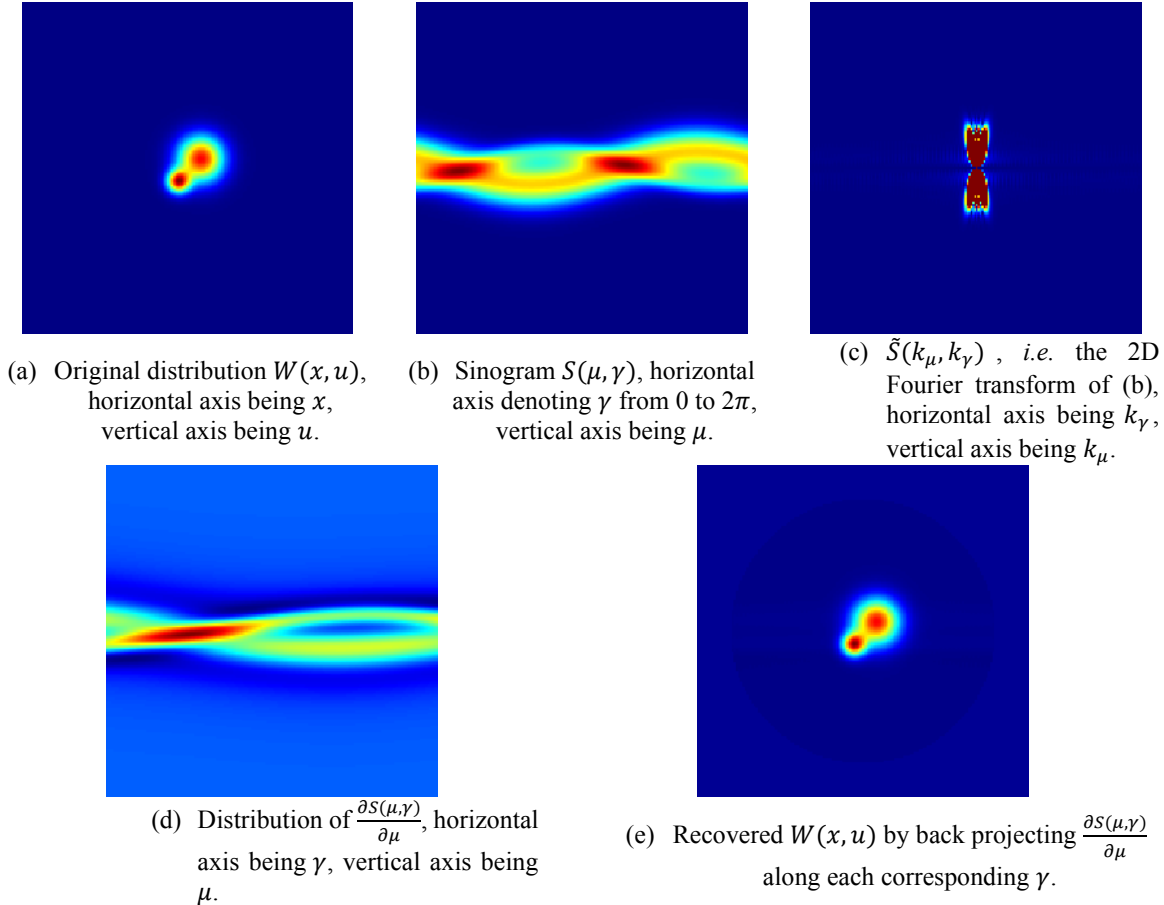 (a) Original distribution 𝑊(𝑥, 𝑢),
horizontal axis being 𝑥,
vertical axis being 𝑢.
(b) Sinogram 𝑆(𝜇, 𝛾), horizontal
axis denoting 𝛾 from 0 to 2𝜋,
vertical axis being 𝜇.
(c) 𝑆̃(𝑘_𝜇, 𝑘_𝛾) , i.e. the 2D
Fourier transform of (b),
horizontal axis being 𝑘_𝛾,
vertical axis being 𝑘_𝜇.
(d) Distribution of ∂𝑆(𝜇,𝛾)/∂𝜇, horizontal
axis being 𝛾, vertical axis being
𝜇.
(e) Recovered 𝑊(𝑥, 𝑢) by back projecting ∂𝑆(𝜇,𝛾)/∂𝜇
along each corresponding 𝛾.